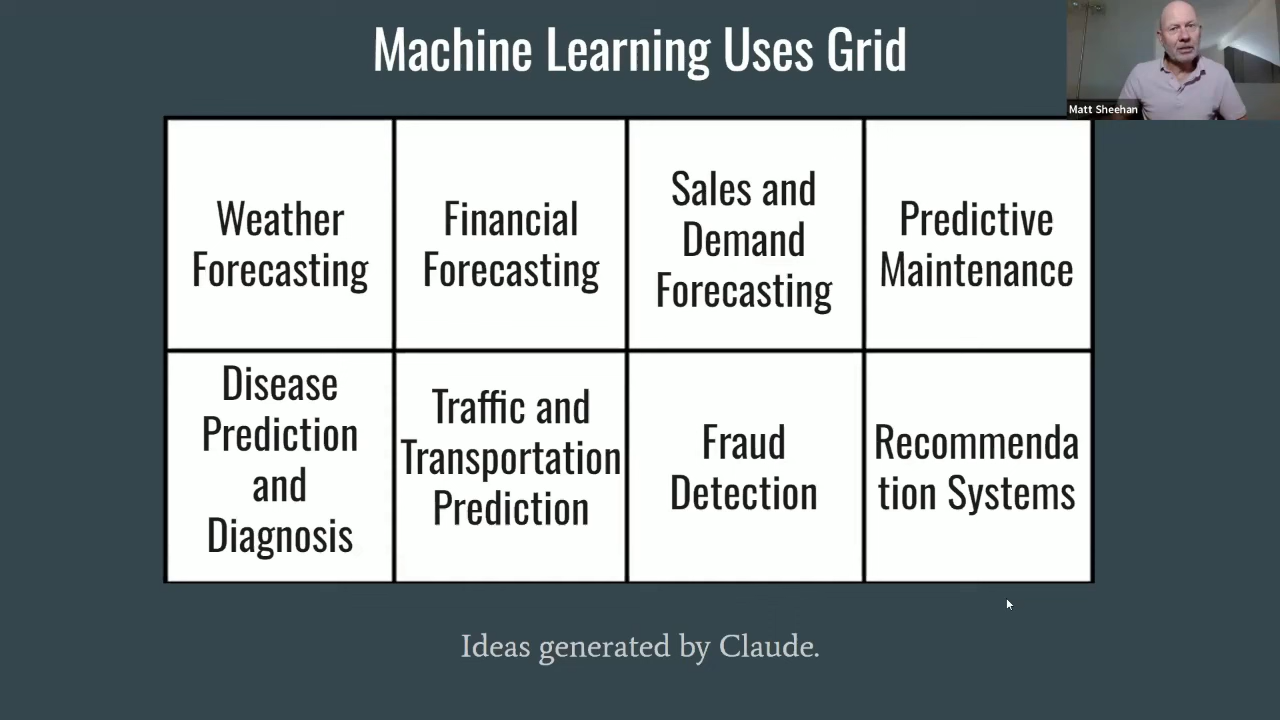 Machine Learning Uses Grid
Matt Sheehan
Weather
Forecasting
Financial
Forecasting
Sales and
Demand
Forecasting
Predictive
Maintenance
Disease
Prediction
and
Diagnosis
Traffic and
Transportation
Prediction
Fraud
Detection
Recommenda
tion Systems
Ideas generated by Claude.